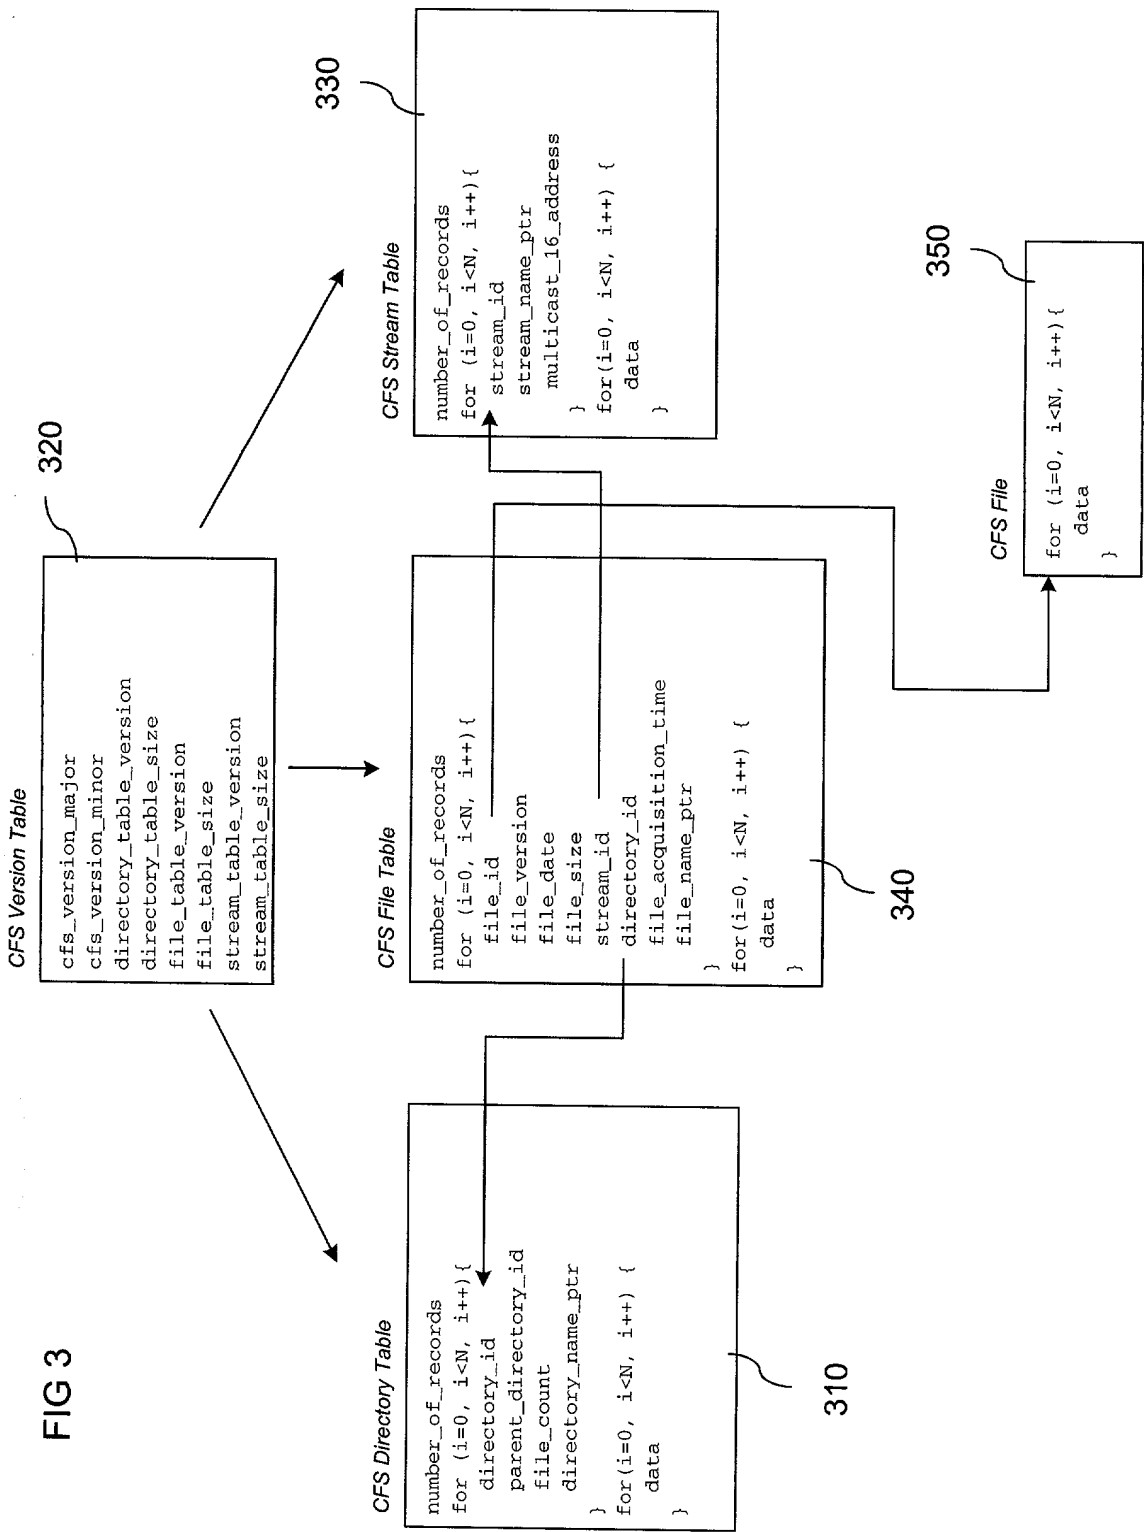 FIG 3
CFS Version Table
cfs_version_major
cfs_version_minor
directory_table_version
directory_table_size
file_table_version
file_table_size
stream_table_version
stream_table_size
320
CFS Directory Table
number_of_records
for (i=0, i<N, i++){
directory_id
parent_directory_id
file_count
directory_name_ptr
}
for(i=0, i<N, i++) {
data
}
310
CFS File Table
number_of_records
for (i=0, i<N, i++){
file_id
file_version
file_date
file_size
stream_id
directory_id
file_acquisition_time
file_name_ptr
}
for(i=0, i<N, i++) {
data
}
340
CFS Stream Table
number_of_records
for (i=0, i<N, i++){
stream_id
stream_name_ptr
multicast_16_address
}
for(i=0, i<N, i++) {
data
}
330
CFS File
for (i=0, i<N, i++){
data
}
350